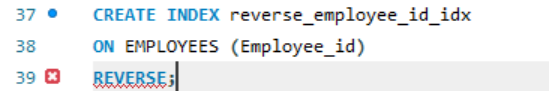 37 CREATE INDEX reverse_employee_id_idx
38 ON EMPLOYEES (Employee_id)
39 REVERSE;